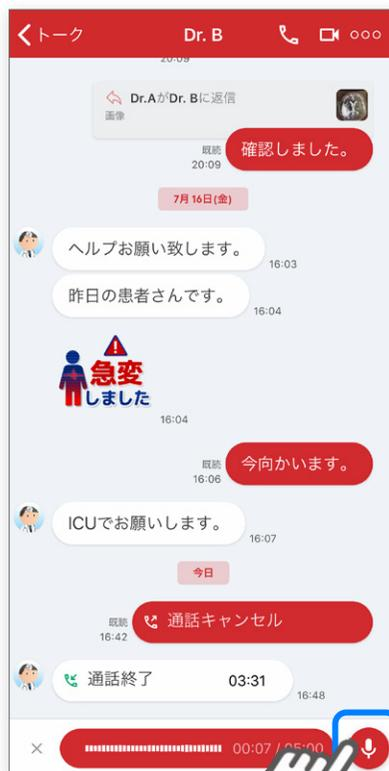 トーク
Dr. B
20:09
Dr.AがDr. Bに返信
画像
既読
20:09
確認しました。
7月16日(金)
ヘルプお願い致します。
16:03
昨日の患者さんです。
16:04
急変
しました
16:04
既読
16:06
今向かいます。
ICUでお願いします。
16:07
今日
既読
16:42
通話キャンセル
通話終了 03:31
16:48
00:07 / 05:00